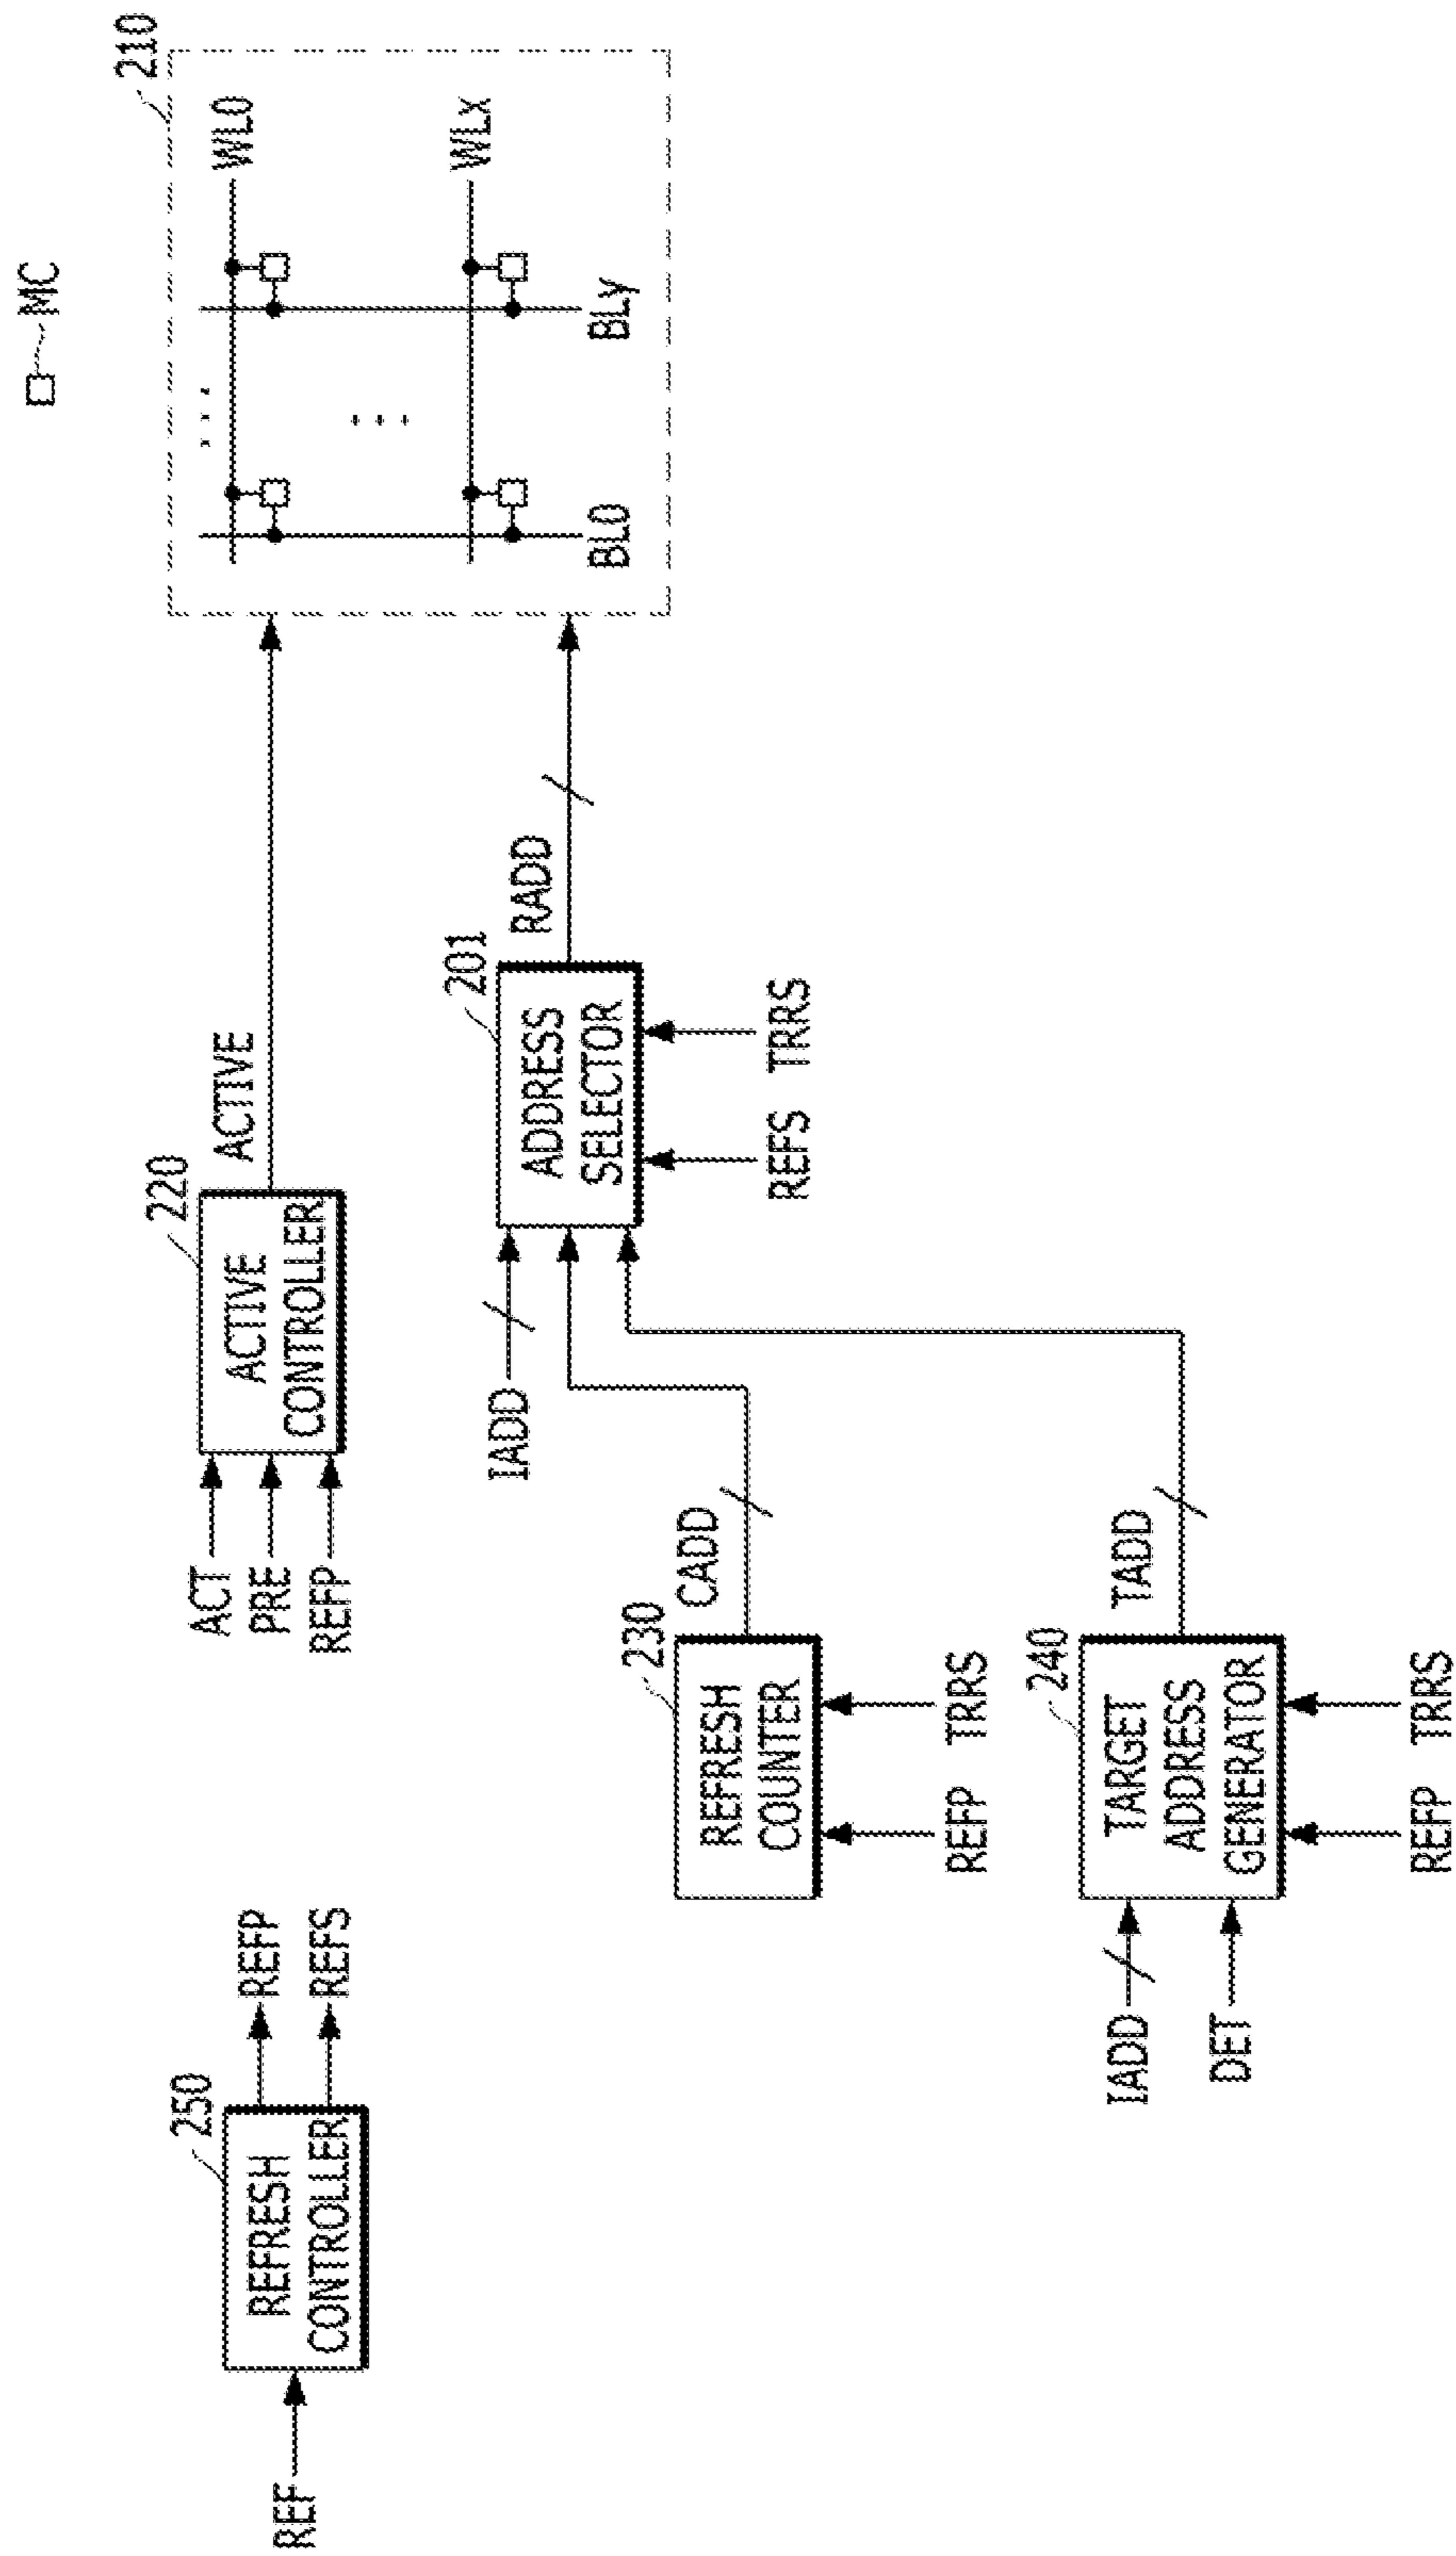 MC
210
WL0
WLx
BL0
BLy
250
REFRESH
CONTROLLER
REF
REFP
REFS
220
ACTIVE
CONTROLLER
ACT
PRE
REFP
ACTIVE
201
ADDRESS
SELECTOR
IADD
RADD
REFS
TRRS
230
REFRESH
COUNTER
CADD
REFP
TRRS
240
TARGET
ADDRESS
GENERATOR
IADD
DET
TADD
REFP
TRRS